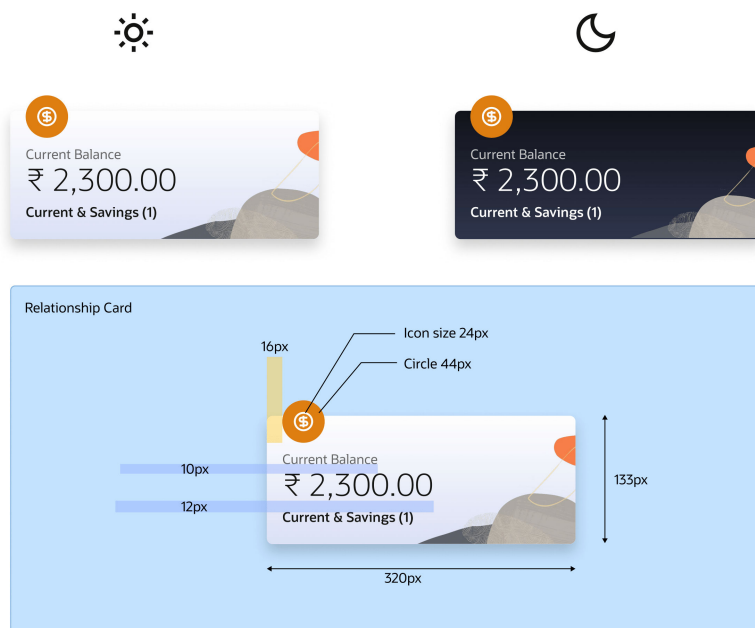 Current Balance
₹ 2,300.00
Current & Savings (1)
Current Balance
₹ 2,300.00
Current & Savings (1)
Relationship Card
Icon size 24px
16px
Circle 44px
Current Balance
10px
₹ 2,300.00
133px
12px
Current & Savings (1)
320px